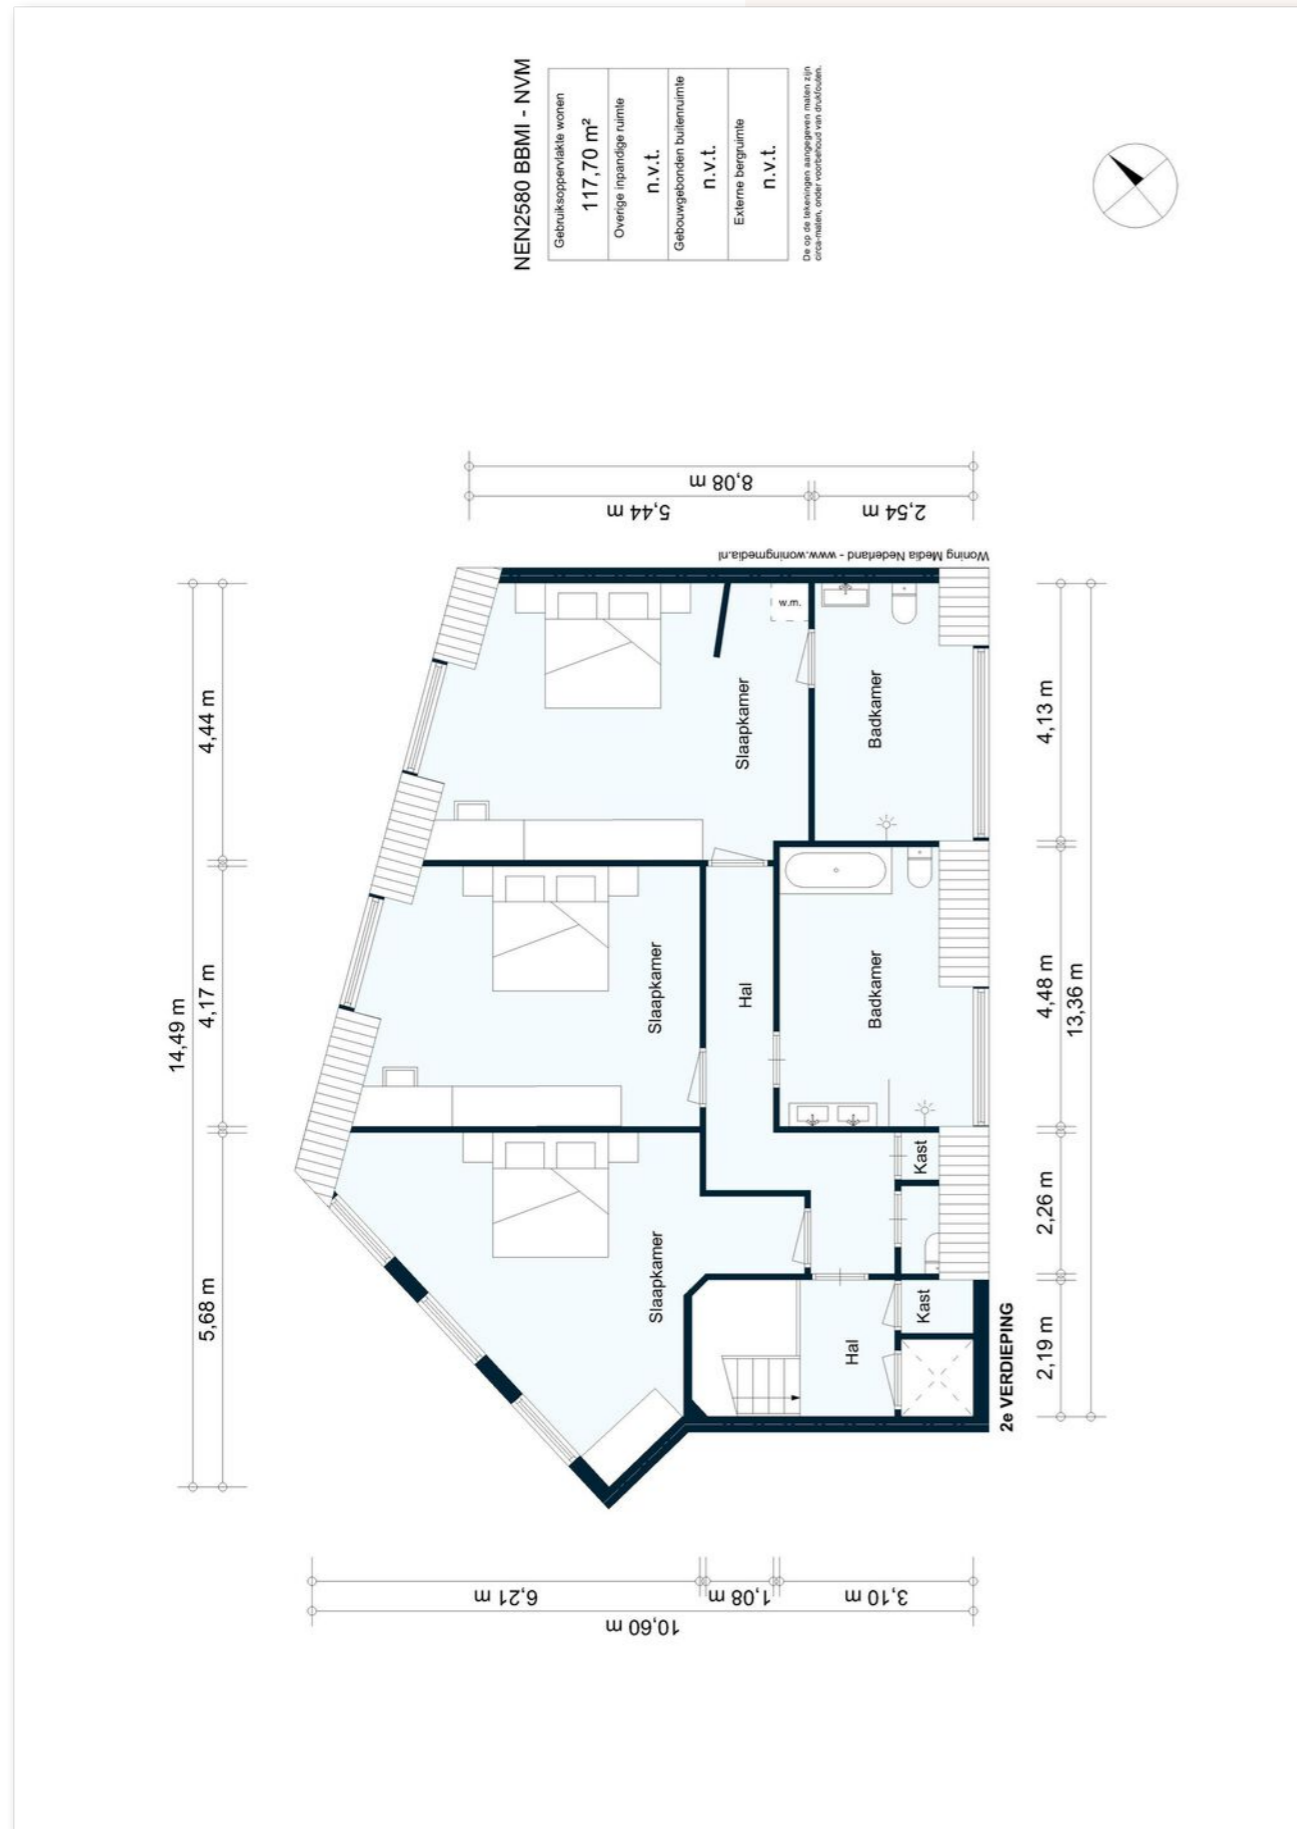 NEN2580 BBMI - NVM
Gebruiksoppervlakte wonen
117,70 m²
Overige inpandige ruimte
n.v.t.
Gebouwgebonden buitenruimte
n.v.t.
Externe bergruimte
n.v.t.
De op de tekeningen aangegeven maten zijn
circa-maten, onder voorbehoud van drukfouten.
8,08 m
5,44 m
2,54 m
Woning Media Nederland - www.woningmedia.nl
14,49 m
4,44 m
4,17 m
5,68 m
w.m.
Slaapkamer
Badkamer
Slaapkamer
Hal
Badkamer
Kast
Slaapkamer
Hal
Kast
4,13 m
4,48 m
13,36 m
2,26 m
2,19 m
2e VERDIEPING
6,21 m
1,08 m
3,10 m
10,60 m